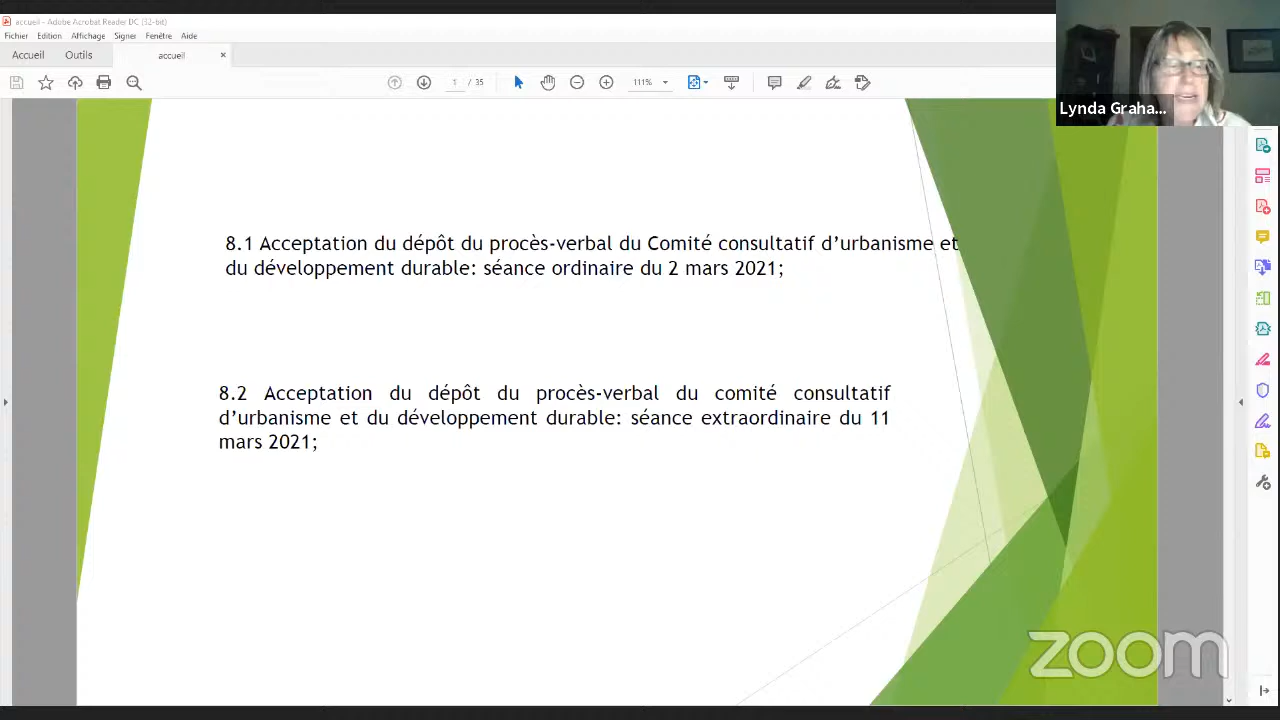 accueil - Adobe Acrobat Reader DC (32-bit)
Fichier Edition Affichage Signer Fenêtre Aide
Accueil Outils accueil ×
1 / 35 111%
Lynda Graha...
8.1 Acceptation du dépôt du procès-verbal du Comité consultatif d’urbanisme et
du développement durable: séance ordinaire du 2 mars 2021;
8.2 Acceptation du dépôt du procès-verbal du comité consultatif
d’urbanisme et du développement durable: séance extraordinaire du 11
mars 2021;
zoom